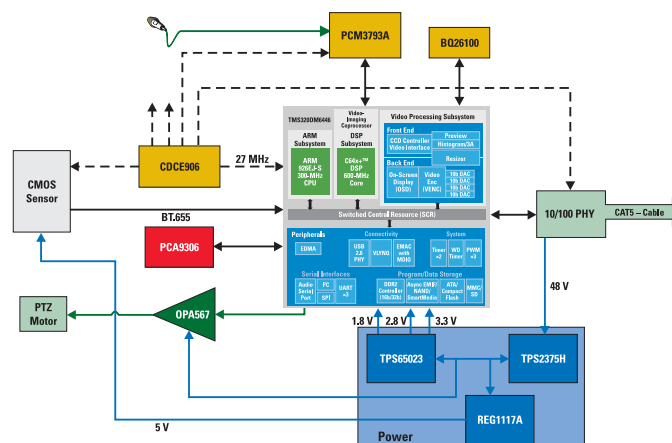 PCM3793A
BQ26100
TMS320DM6446
Video-
Imaging
Coprocessor
Video Processing Subsystem
ARM
Subsystem
DSP
Subsystem
Front End
CCD Controller
Video Interface
Preview
Histogram/3A
Resizer
ARM
926EJ-S
300-MHz
CPU
C64x+™
DSP
600-MHz
Core
Back End
On-Screen
Display
(OSD)
Video
Enc
(VENC)
10b DAC
10b DAC
10b DAC
10b DAC
CDCE906
27 MHz
CMOS
Sensor
BT.655
Switched Central Resource (SCR)
10/100 PHY
CAT5 – Cable
PCA9306
Peripherals
EDMA
Connectivity
USB
2.0
PHY
VLYNQ
EMAC
with
MDIO
System
Timer
×2
WD
Timer
PWM
×3
Serial Interfaces
Audio
Serial
Port
I²C
SPI
UART
×3
Program/Data Storage
DDR2
Controller
(16b/32b)
Async EMIF/
NAND/
SmartMedia
ATA/
Compact
Flash
MMC/
SD
PTZ
Motor
OPA567
1.8 V
2.8 V
3.3 V
48 V
TPS65023
TPS2375H
REG1117A
5 V
Power